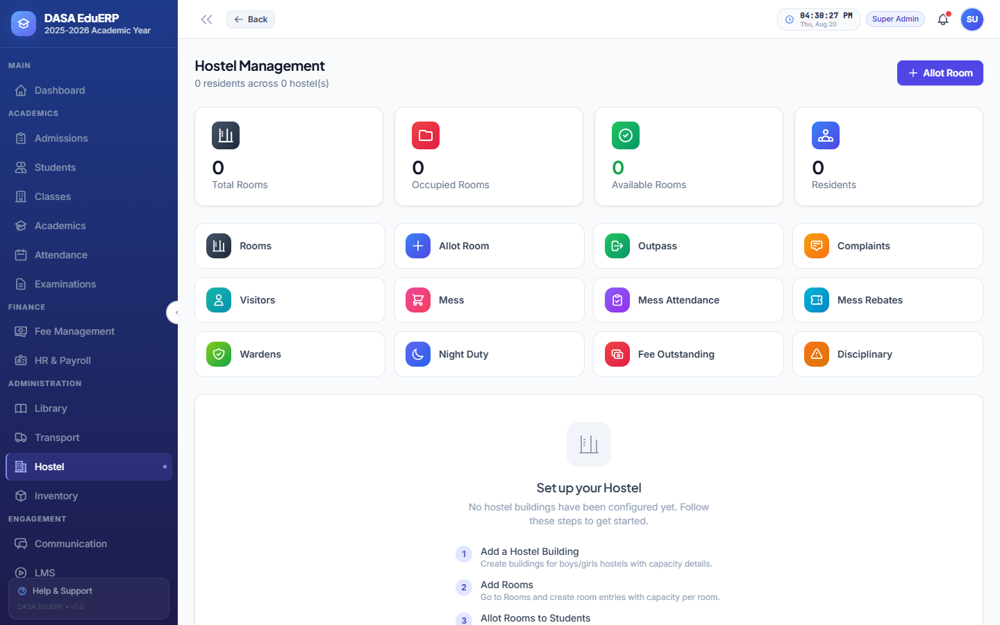 DASA EduERP
2025-2026 Academic Year
MAIN
Dashboard
ACADEMICS
Admissions
Students
Classes
Academics
Attendance
Examinations
FINANCE
Fee Management
HR & Payroll
ADMINISTRATION
Library
Transport
Hostel
Inventory
ENGAGEMENT
Communication
LMS
Help & Support
DASA EduERP • v1.0
Back
04:30:27 PM
Thu, Aug 20
Super Admin
SU
Hostel Management
0 residents across 0 hostel(s)
Allot Room
0
Total Rooms
0
Occupied Rooms
0
Available Rooms
0
Residents
Rooms
Allot Room
Outpass
Complaints
Visitors
Mess
Mess Attendance
Mess Rebates
Wardens
Night Duty
Fee Outstanding
Disciplinary
Set up your Hostel
No hostel buildings have been configured yet. Follow
these steps to get started.
1
Add a Hostel Building
Create buildings for boys/girls hostels with capacity details.
2
Add Rooms
Go to Rooms and create room entries with capacity per room.
3
Allot Rooms to Students